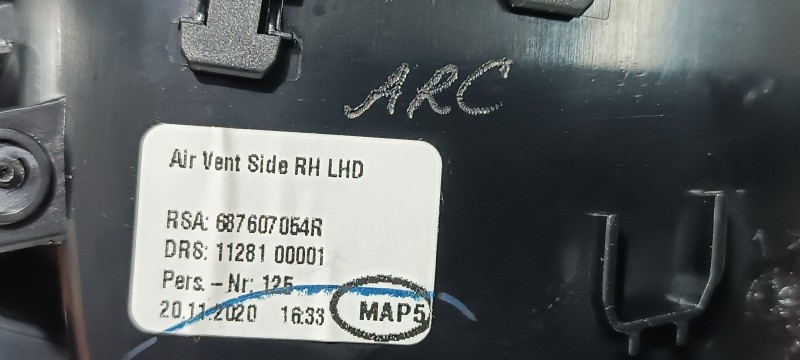 ARC
Air Vent Side RH LHD
RSA: 687607054R
DRS: 11281 00001
Pers. - Nr: 125
20.11.2020 16:33 MAP5